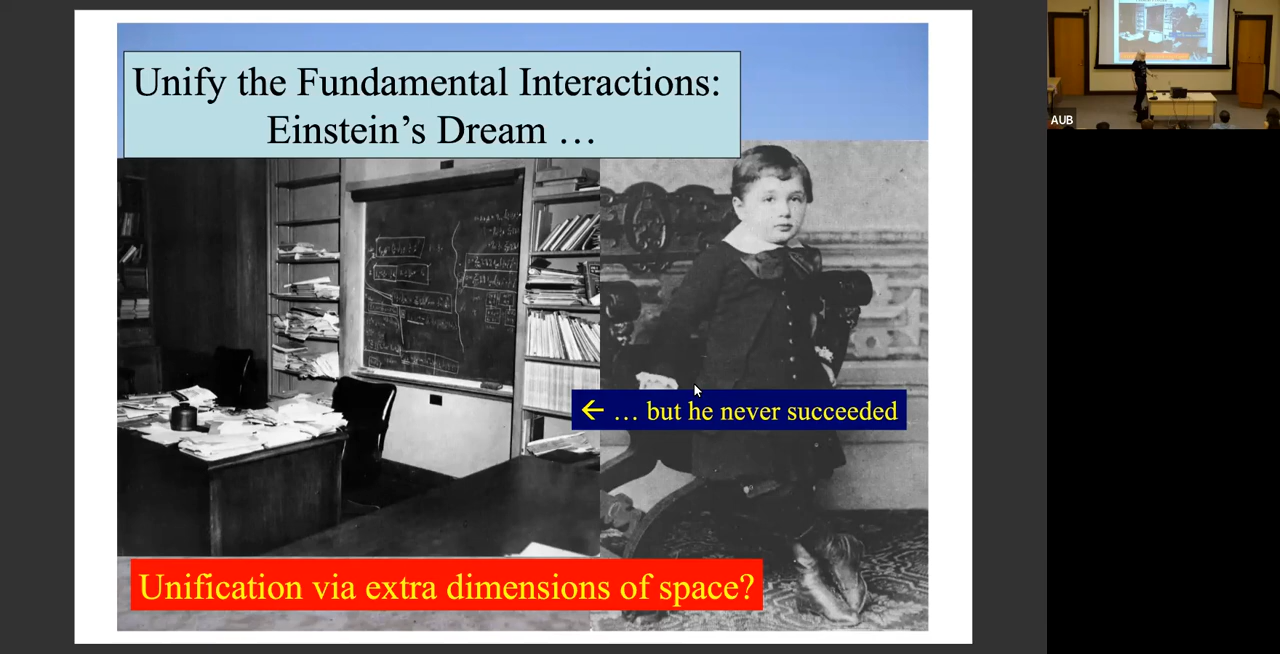 Unify the Fundamental Interactions:
Einstein's Dream …
← … but he never succeeded
Unification via extra dimensions of space?
AUB